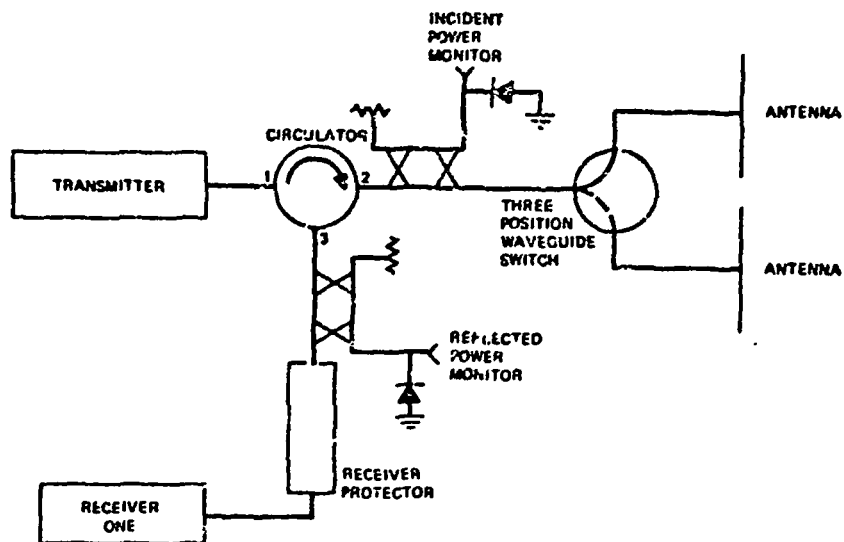 INCIDENT
POWER
MONITOR
ANTENNA
CIRCULATOR
TRANSMITTER
1
2
3
THREE
POSITION
WAVEGUIDE
SWITCH
ANTENNA
REFLECTED
POWER
MONITOR
RECEIVER
PROTECTOR
RECEIVER
ONE